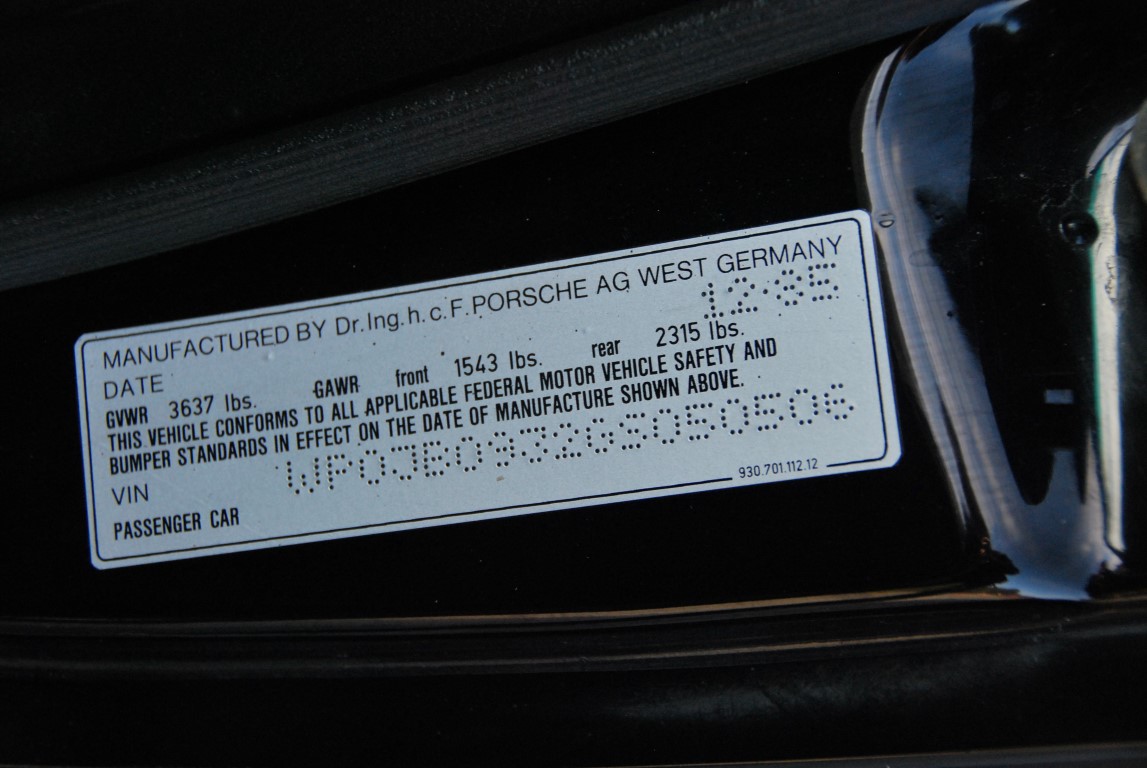 MANUFACTURED BY Dr.Ing.h.c.F.PORSCHE AG WEST GERMANY
DATE 12·85
GVWR 3637 lbs. GAWR front 1543 lbs. rear 2315 lbs.
THIS VEHICLE CONFORMS TO ALL APPLICABLE FEDERAL MOTOR VEHICLE SAFETY AND
BUMPER STANDARDS IN EFFECT ON THE DATE OF MANUFACTURE SHOWN ABOVE.
VIN WP0JB0932GS050506
PASSENGER CAR
930.701.112.12